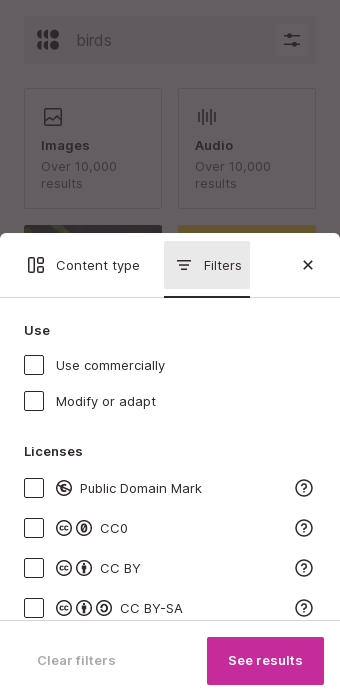 birds
Images
Audio
Over 10,000
results
Over 10,000
results
Content type
Filters
Use
Use commercially
Modify or adapt
Licenses
Public Domain Mark
CC0
CC BY
CC BY-SA
Clear filters
See results